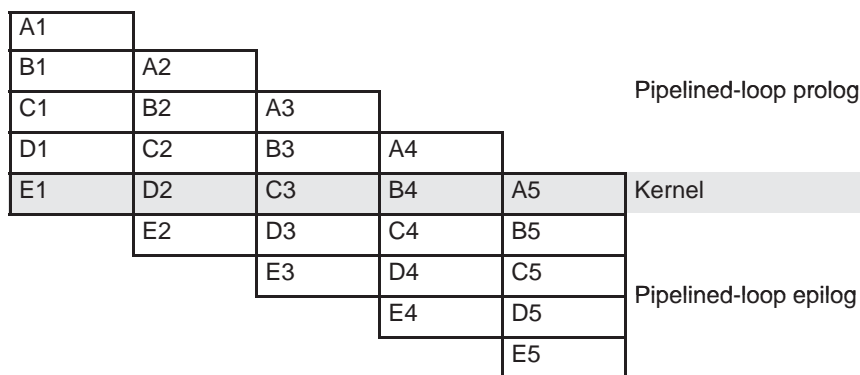 A1
B1 A2
Pipelined-loop prolog
C1 B2 A3
D1 C2 B3 A4
E1 D2 C3 B4 A5 Kernel
E2 D3 C4 B5
E3 D4 C5
Pipelined-loop epilog
E4 D5
E5